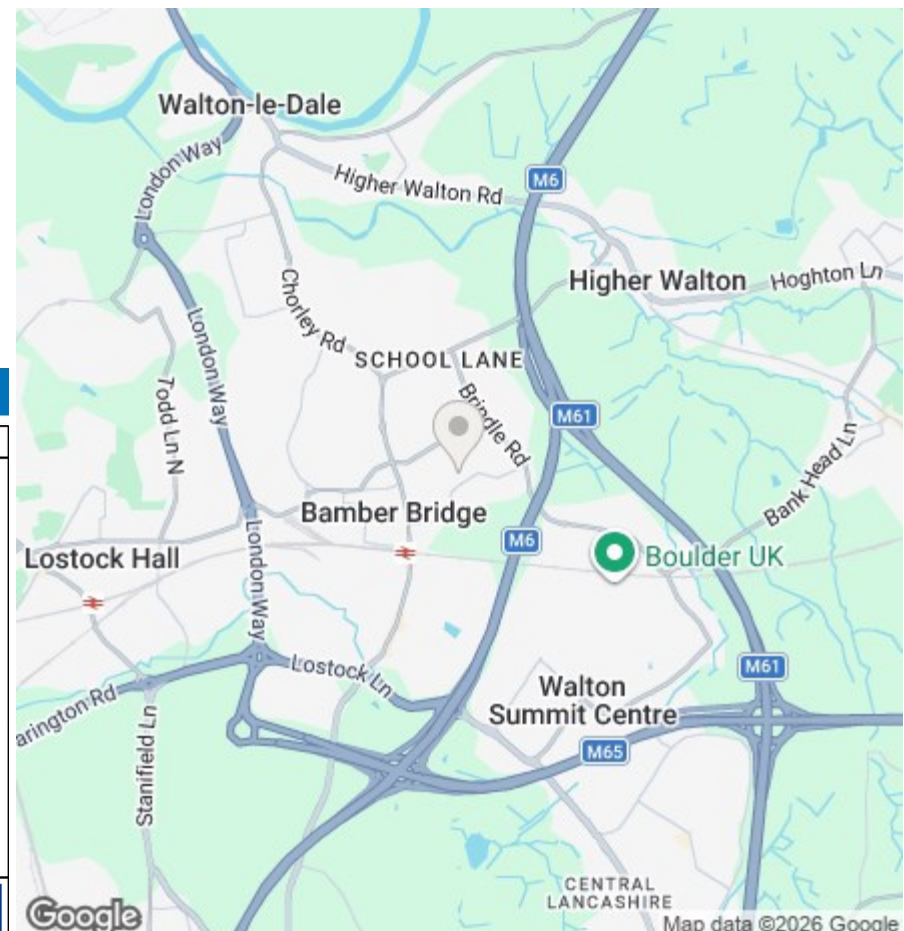 Walton-le-Dale
London Way
Higher Walton Rd
M6
Higher Walton
Hoghton Ln
Chorley Rd
London Way
SCHOOL LANE
Todd Ln N
Brindle Rd
M61
Bank Head Ln
Bamber Bridge
London Way
M6
Boulder UK
Lostock Hall
Lostock Ln
M61
Walton
Summit Centre
arington Rd
Stanifield Ln
M65
CENTRAL
LANCASHIRE
Google
Map data ©2026 Google